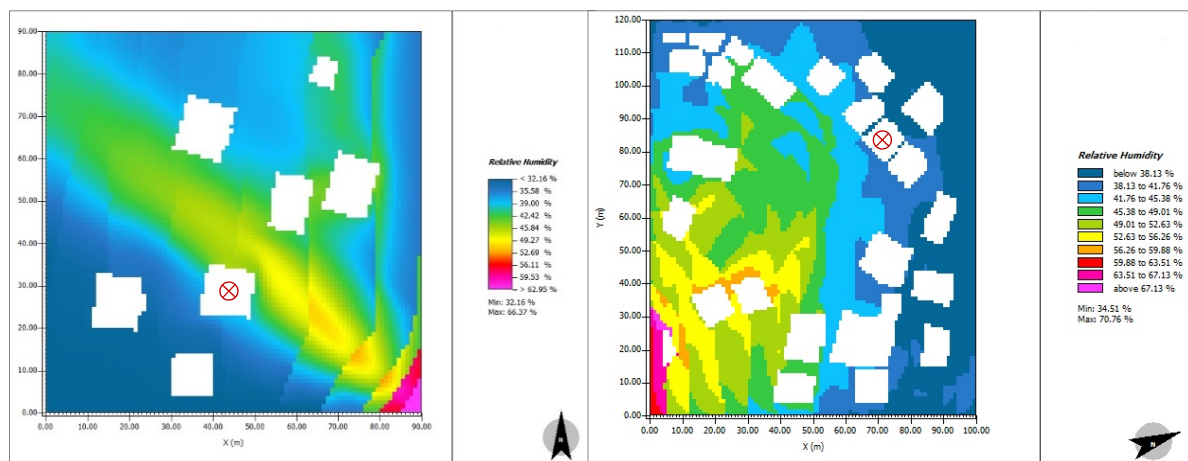 90.00
80.00
70.00
60.00
50.00
40.00
30.00
20.00
10.00
0.00
0.00 10.00 20.00 30.00 40.00 50.00 60.00 70.00 80.00 90.00
X (m)
Relative Humidity
< 32.16 %
35.58 %
39.00 %
42.42 %
45.84 %
49.27 %
52.69 %
56.11 %
59.53 %
> 62.95 %
Min: 32.16 %
Max: 66.37 %
N
120.00
110.00
100.00
90.00
80.00
70.00
60.00
50.00
40.00
30.00
20.00
10.00
0.00
Y (m)
0.00 10.00 20.00 30.00 40.00 50.00 60.00 70.00 80.00 90.00 100.00
X (m)
Relative Humidity
below 38.13 %
38.13 to 41.76 %
41.76 to 45.38 %
45.38 to 49.01 %
49.01 to 52.63 %
52.63 to 56.26 %
56.26 to 59.88 %
59.88 to 63.51 %
63.51 to 67.13 %
above 67.13 %
Min: 34.51 %
Max: 70.76 %
N